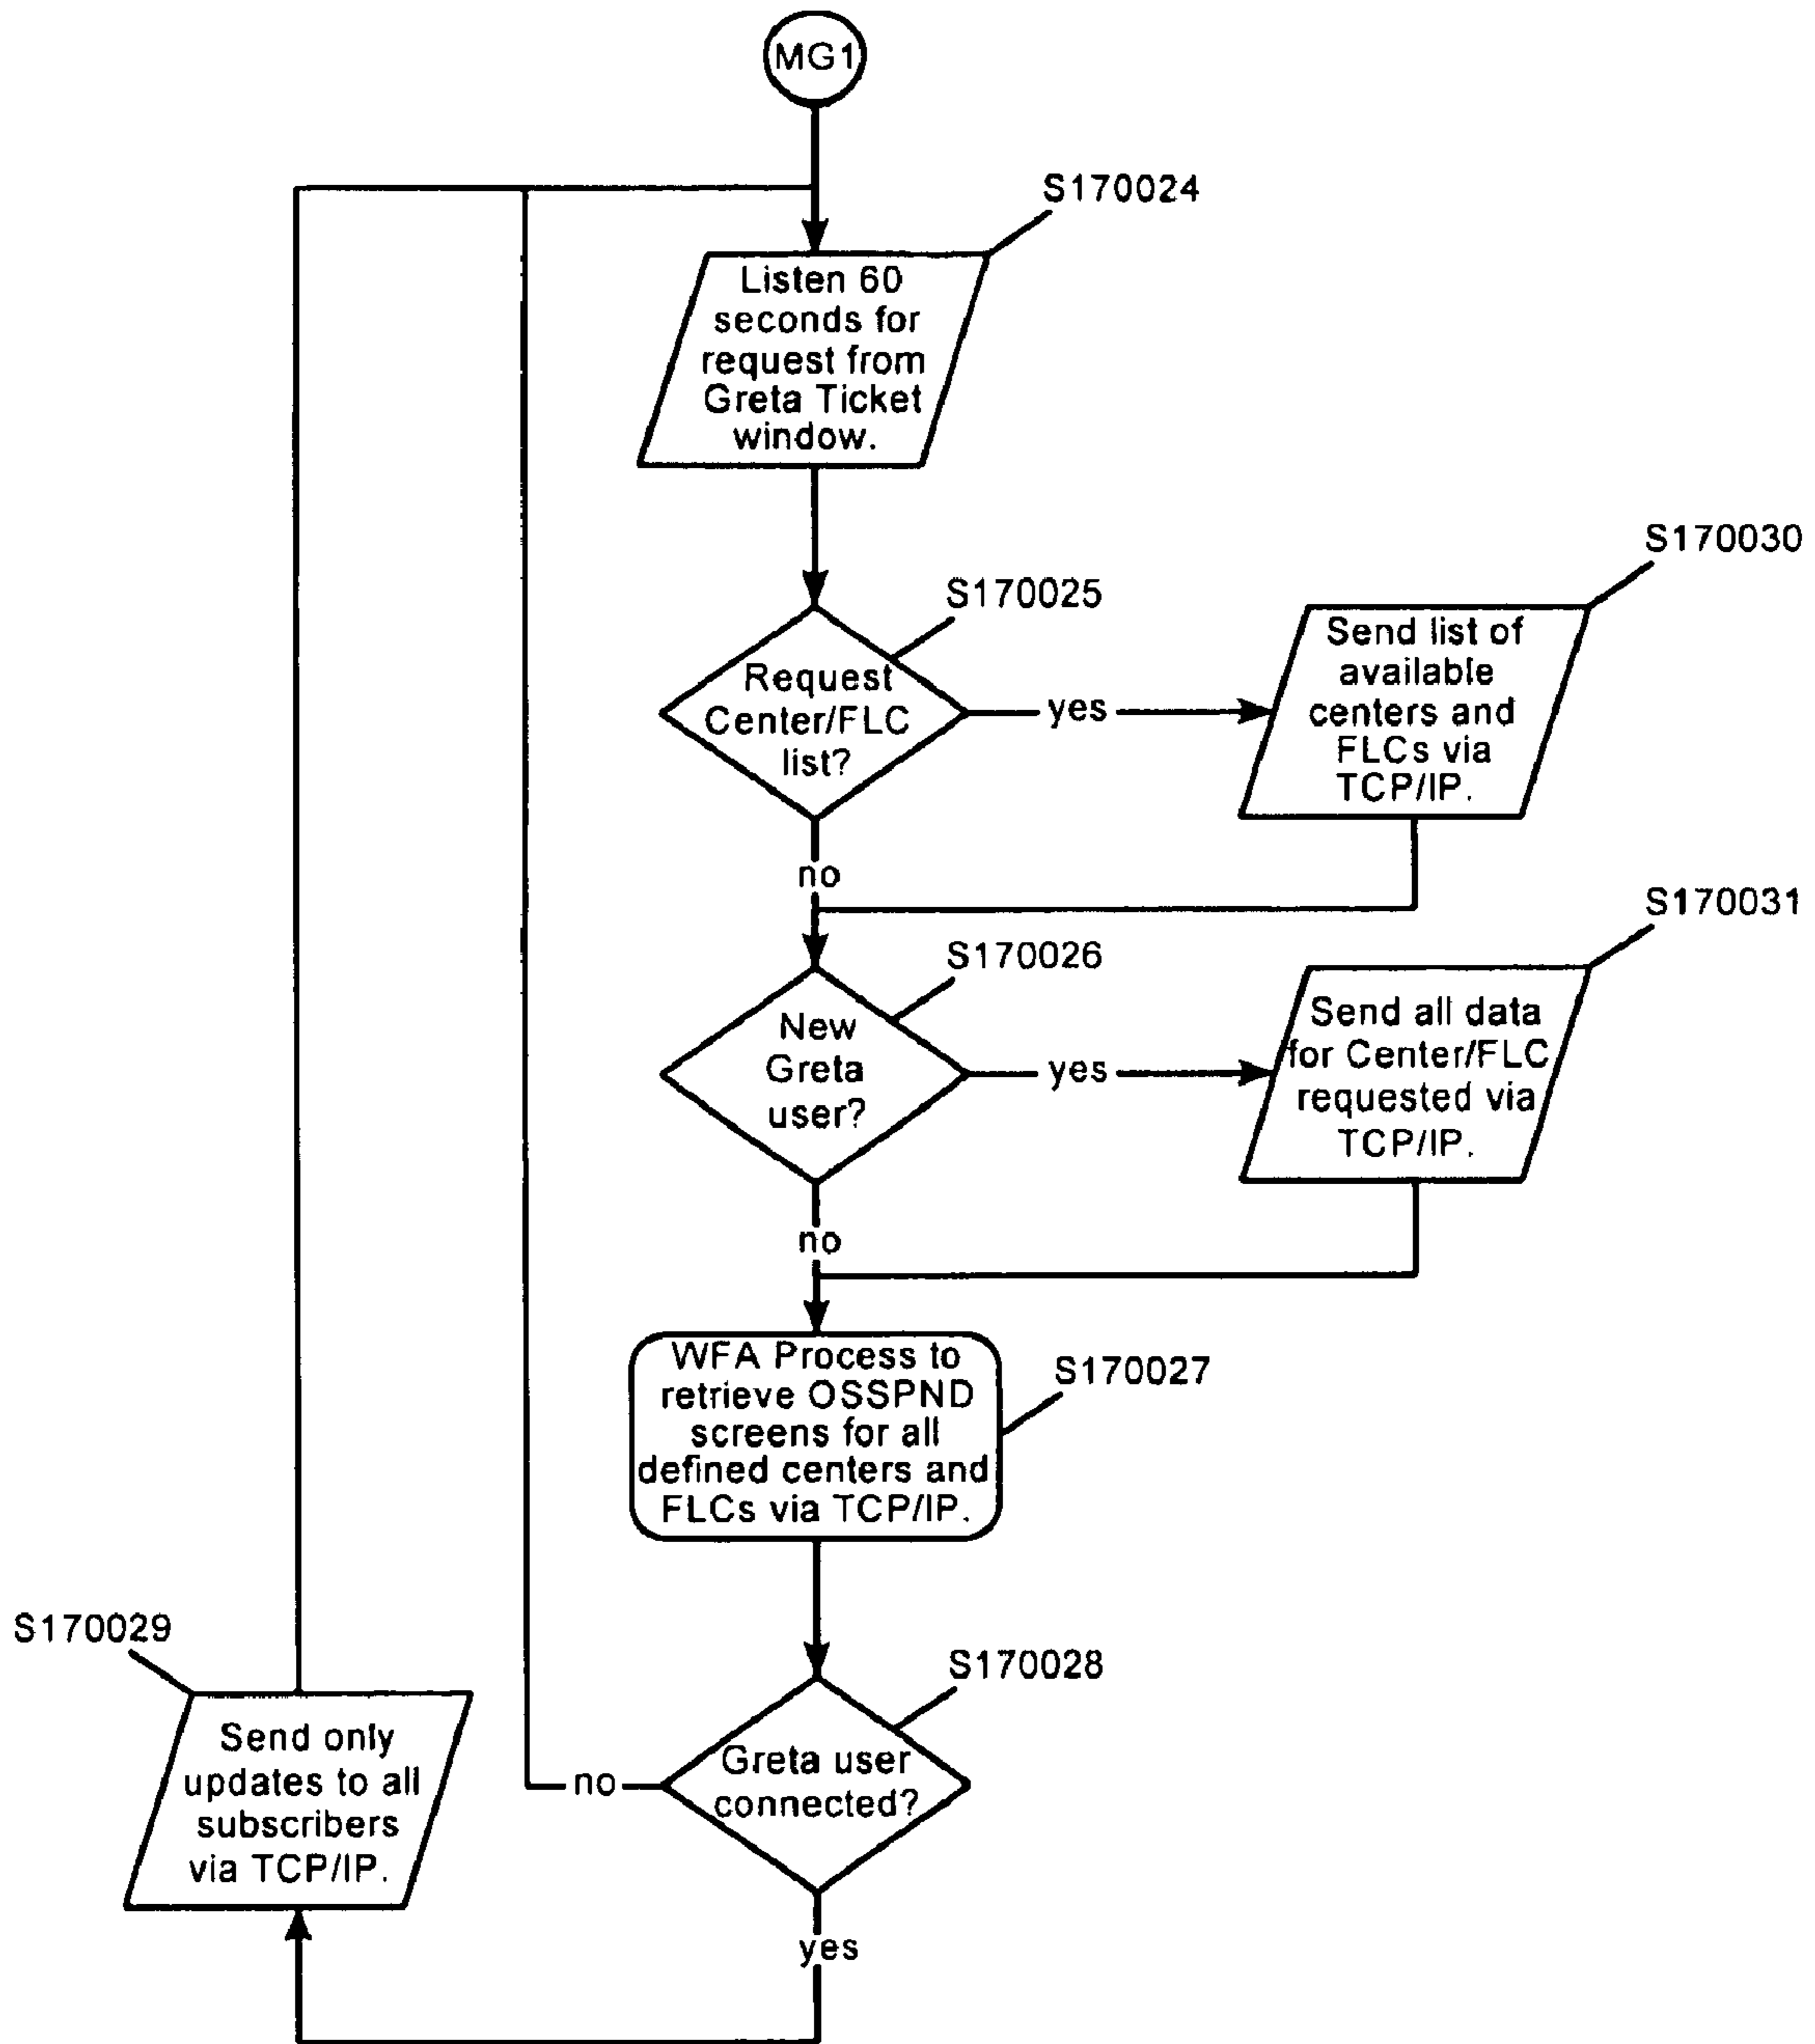 MG1
S170024
Listen 60
seconds for
request from
Greta Ticket
window.
S170025
Request
Center/FLC
list?
yes
no
S170030
Send list of
available
centers and
FLCs via
TCP/IP.
S170026
New
Greta
user?
yes
no
S170031
Send all data
for Center/FLC
requested via
TCP/IP.
S170027
WFA Process to
retrieve OSSPND
screens for all
defined centers and
FLCs via TCP/IP.
S170028
Greta user
connected?
no
yes
S170029
Send only
updates to all
subscribers
via TCP/IP.